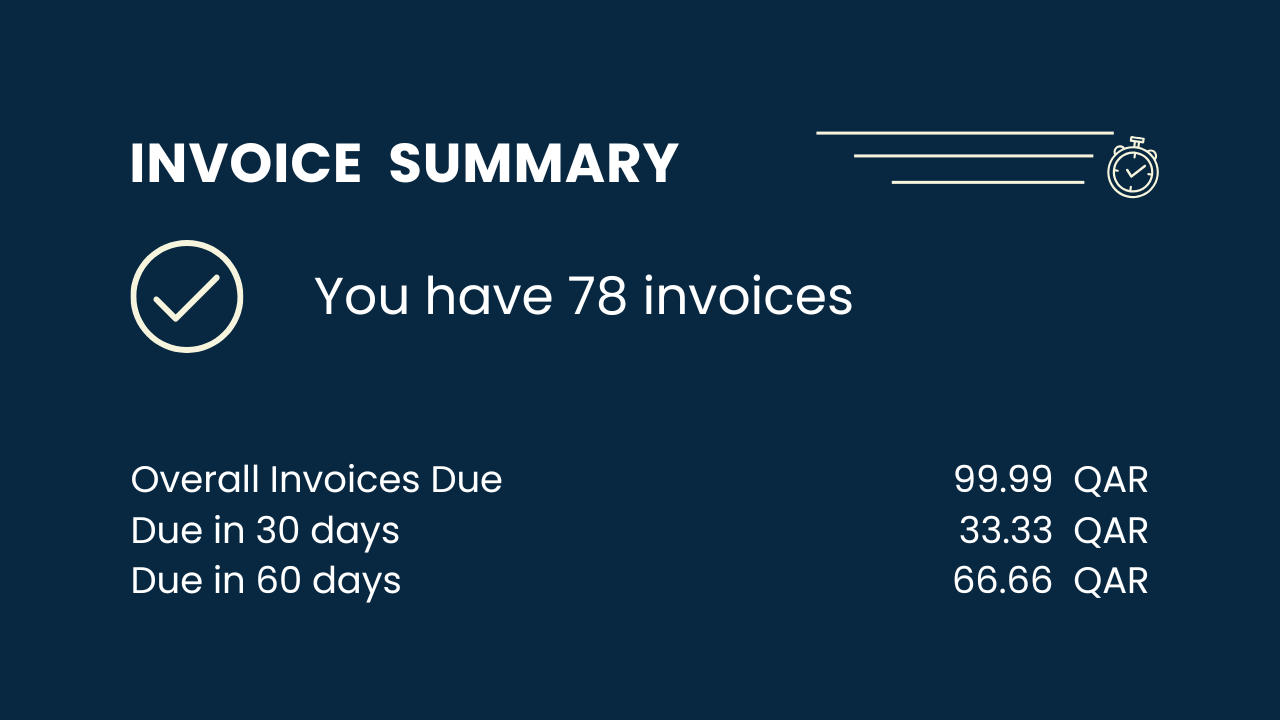 INVOICE SUMMARY
You have 78 invoices
Overall Invoices Due 99.99 QAR
Due in 30 days 33.33 QAR
Due in 60 days 66.66 QAR